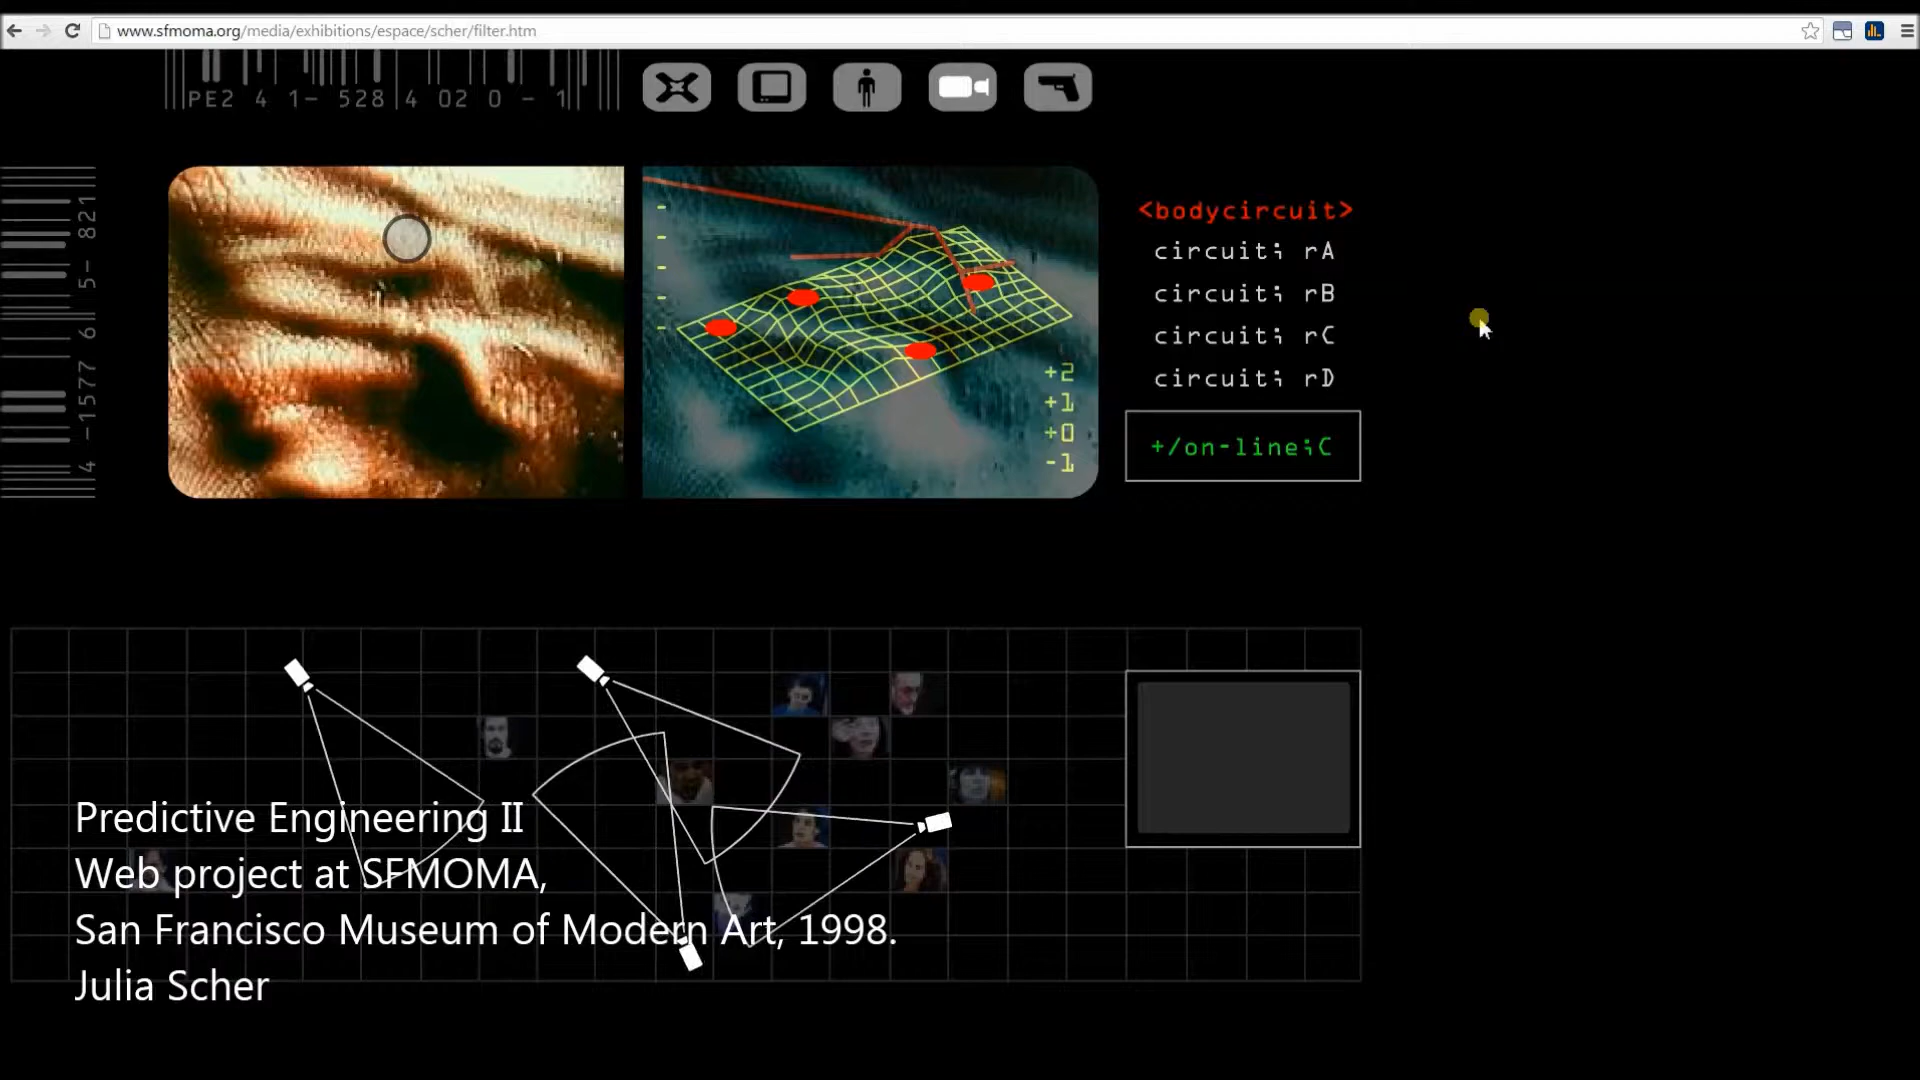 www.sfmoma.org/media/exhibitions/espace/scher/filter.htm
PE2 4 1- 528 4 02 0 - 1
4 -1577 6 5- 821
<bodycircuit>
circuit; rA
circuit; rB
circuit; rC
circuit; rD
+2
+1
+0
-1
+/on-line;C
Predictive Engineering II
Web project at SFMOMA,
San Francisco Museum of Modern Art, 1998.
Julia Scher